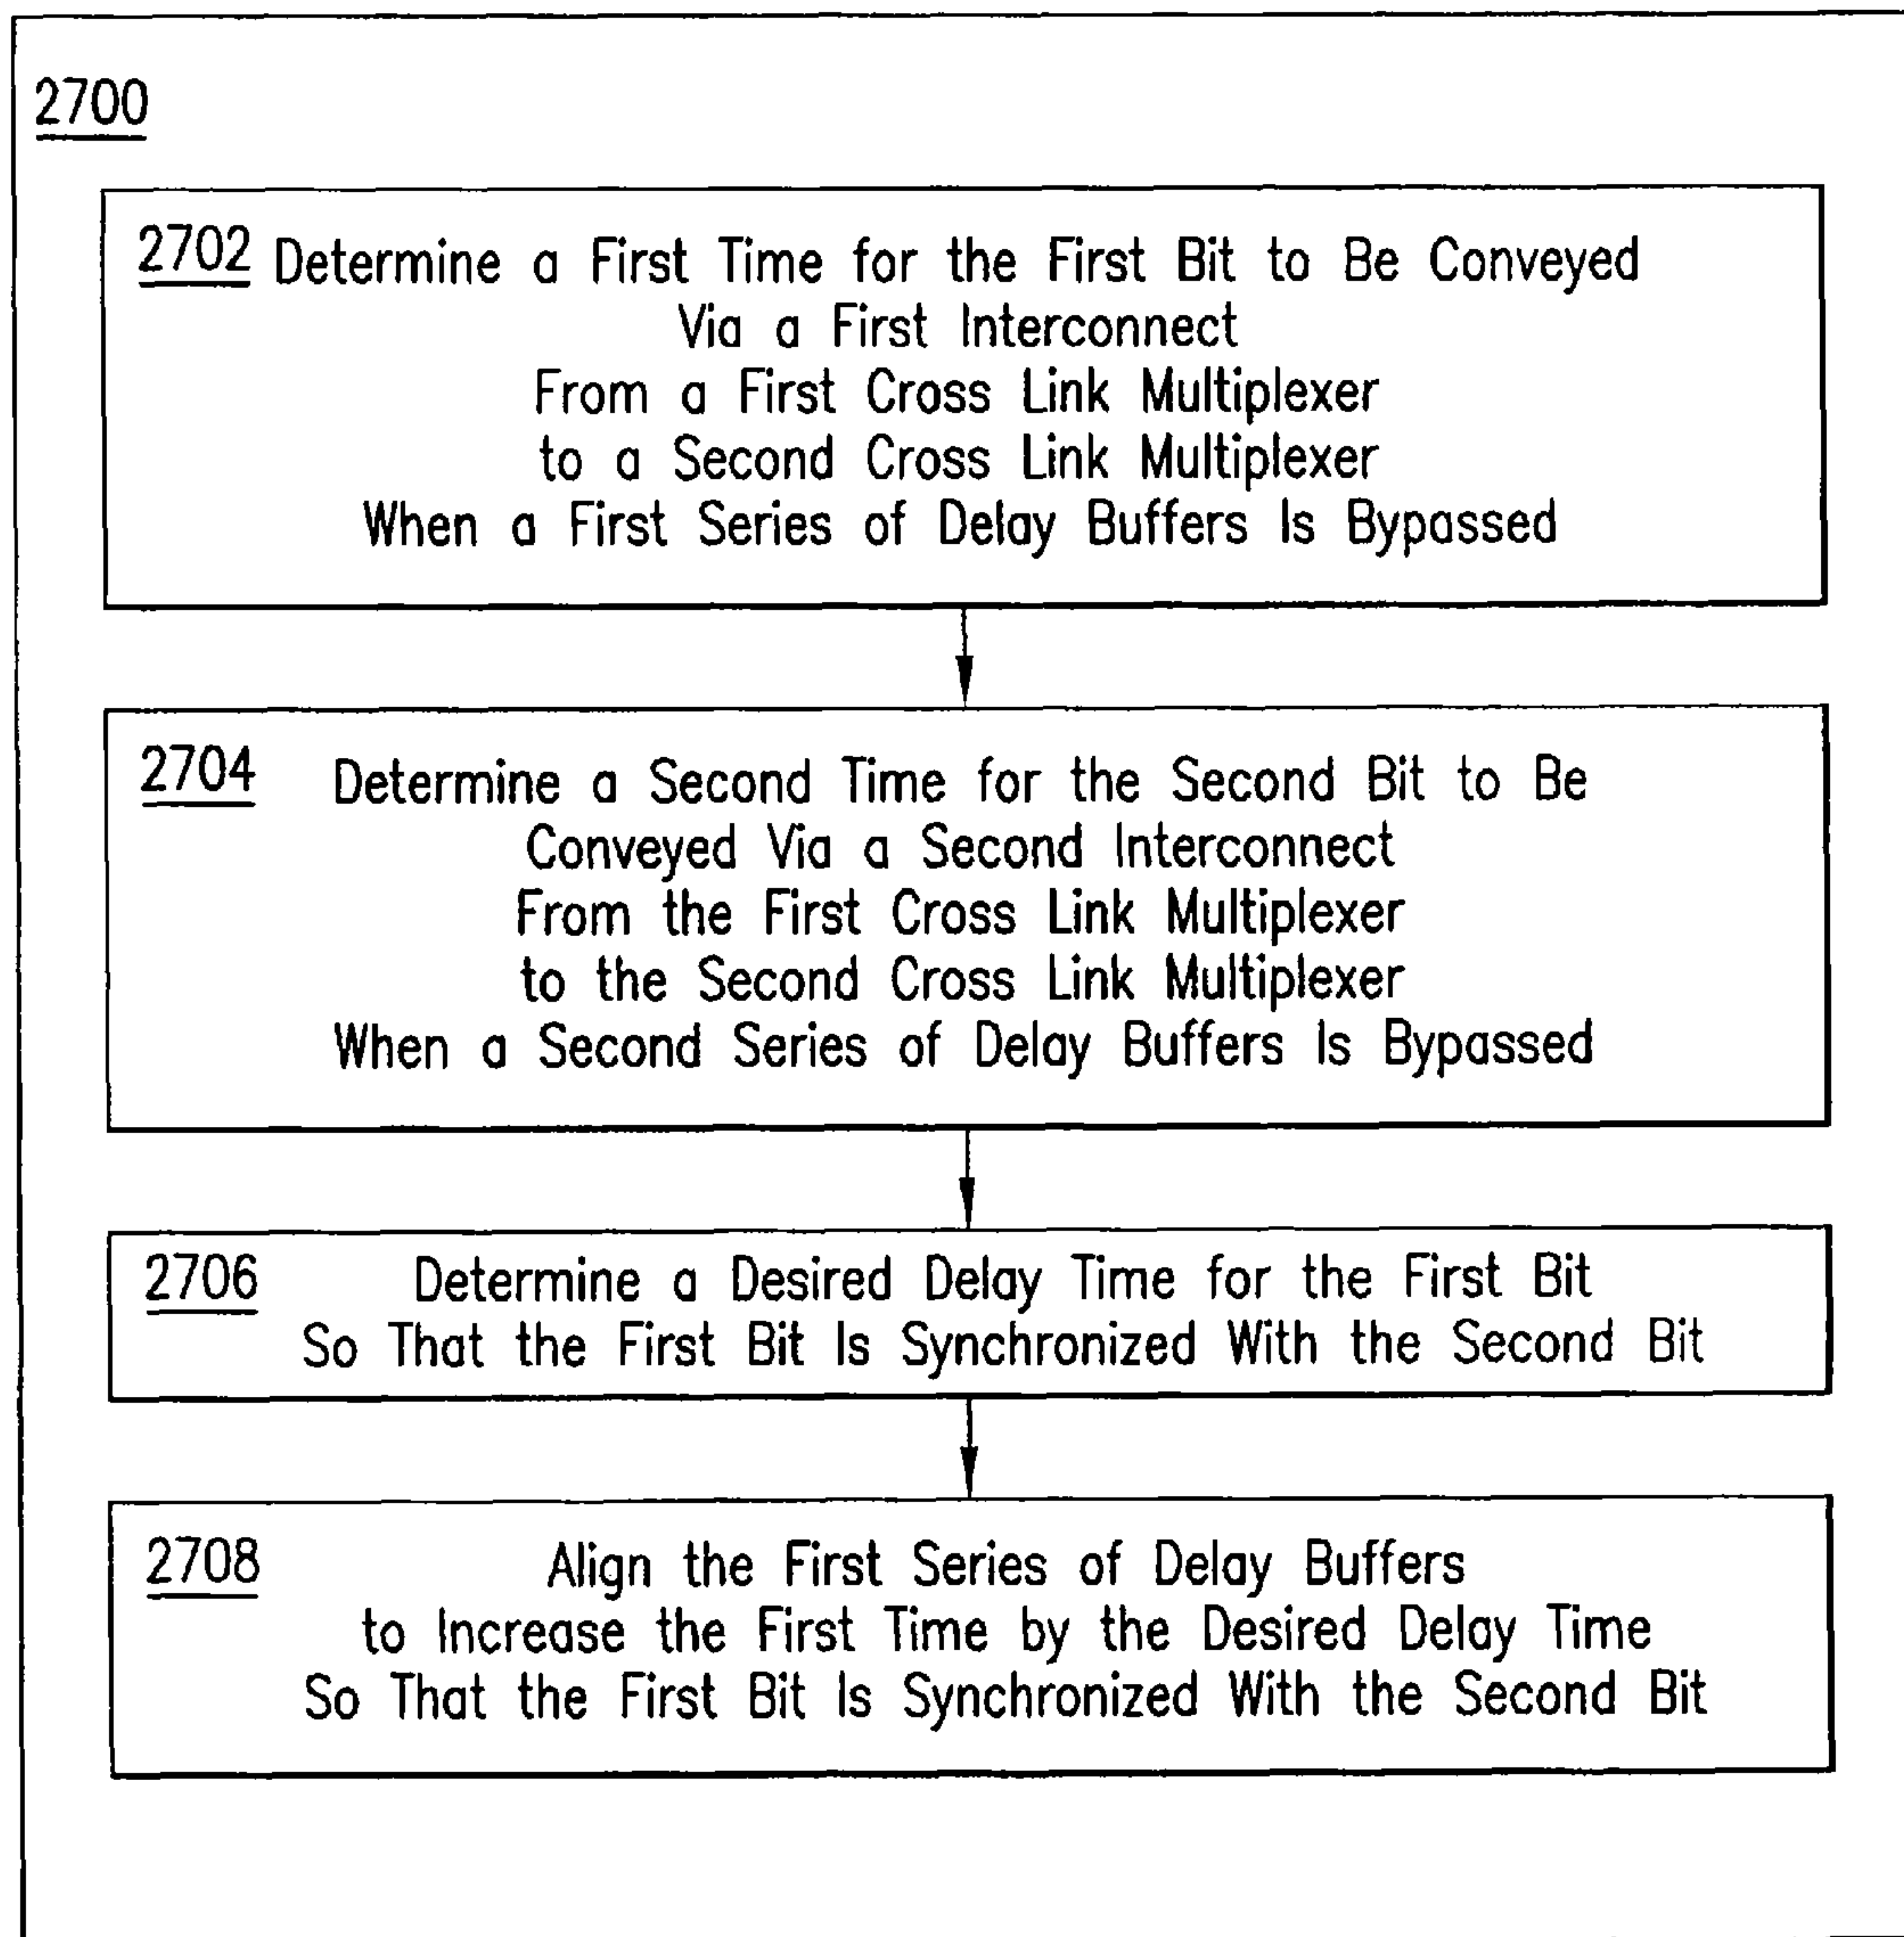 2700
2702 Determine a First Time for the First Bit to Be Conveyed
Via a First Interconnect
From a First Cross Link Multiplexer
to a Second Cross Link Multiplexer
When a First Series of Delay Buffers Is Bypassed
2704 Determine a Second Time for the Second Bit to Be
Conveyed Via a Second Interconnect
From the First Cross Link Multiplexer
to the Second Cross Link Multiplexer
When a Second Series of Delay Buffers Is Bypassed
2706 Determine a Desired Delay Time for the First Bit
So That the First Bit Is Synchronized With the Second Bit
2708 Align the First Series of Delay Buffers
to Increase the First Time by the Desired Delay Time
So That the First Bit Is Synchronized With the Second Bit